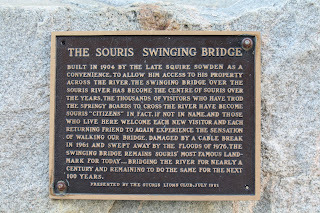 THE SOURIS SWINGING BRIDGE
BUILT IN 1904 BY THE LATE SQUIRE SOWDEN AS A
CONVENIENCE, TO ALLOW HIM ACCESS TO HIS PROPERTY
ACROSS THE RIVER, THE SWINGING BRIDGE OVER THE
SOURIS RIVER HAS BECOME THE CENTRE OF SOURIS OVER
THE YEARS. THE THOUSANDS OF VISITORS WHO HAVE TROD
THE SPRINGY BOARDS TO CROSS THE RIVER HAVE BECOME
SOURIS "CITIZENS" IN FACT, IF NOT IN NAME, AND THOSE
WHO LIVE HERE WELCOME EACH NEW VISITOR AND EACH
RETURNING FRIEND TO AGAIN EXPERIENCE THE SENSATION
OF WALKING OUR BRIDGE. DAMAGED BY A CABLE BREAK
IN 1961 AND SWEPT AWAY BY THE FLOODS OF 1976, THE
SWINGING BRIDGE REMAINS SOURIS' MOST FAMOUS LAND-
MARK FOR TODAY.... BRIDGING THE RIVER FOR NEARLY A
CENTURY AND REMAINING TO DO THE SAME FOR THE NEXT
100 YEARS.
PRESENTED BY THE LIONS CLUB, JULY